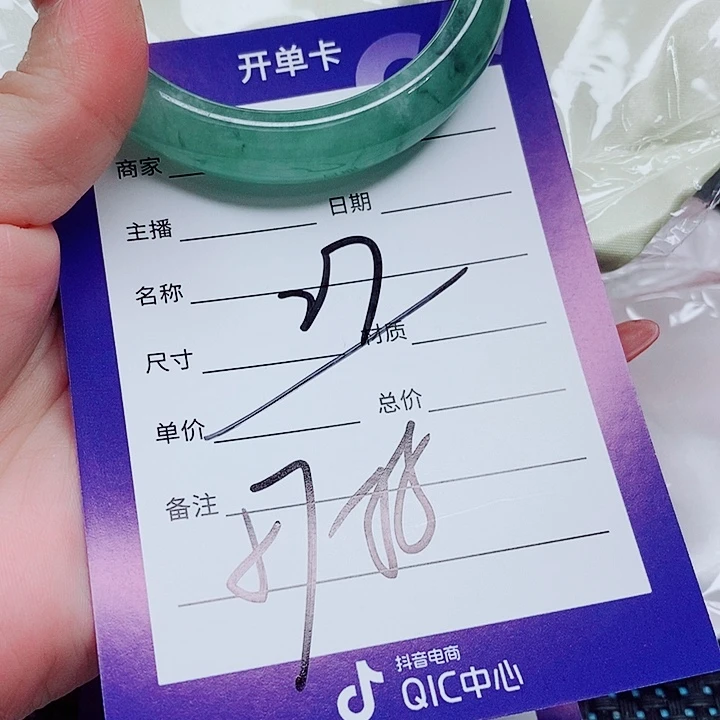 开单卡
商家
主播 日期
名称
尺寸 材质
单价 总价
备注
抖音电商
QIC中心